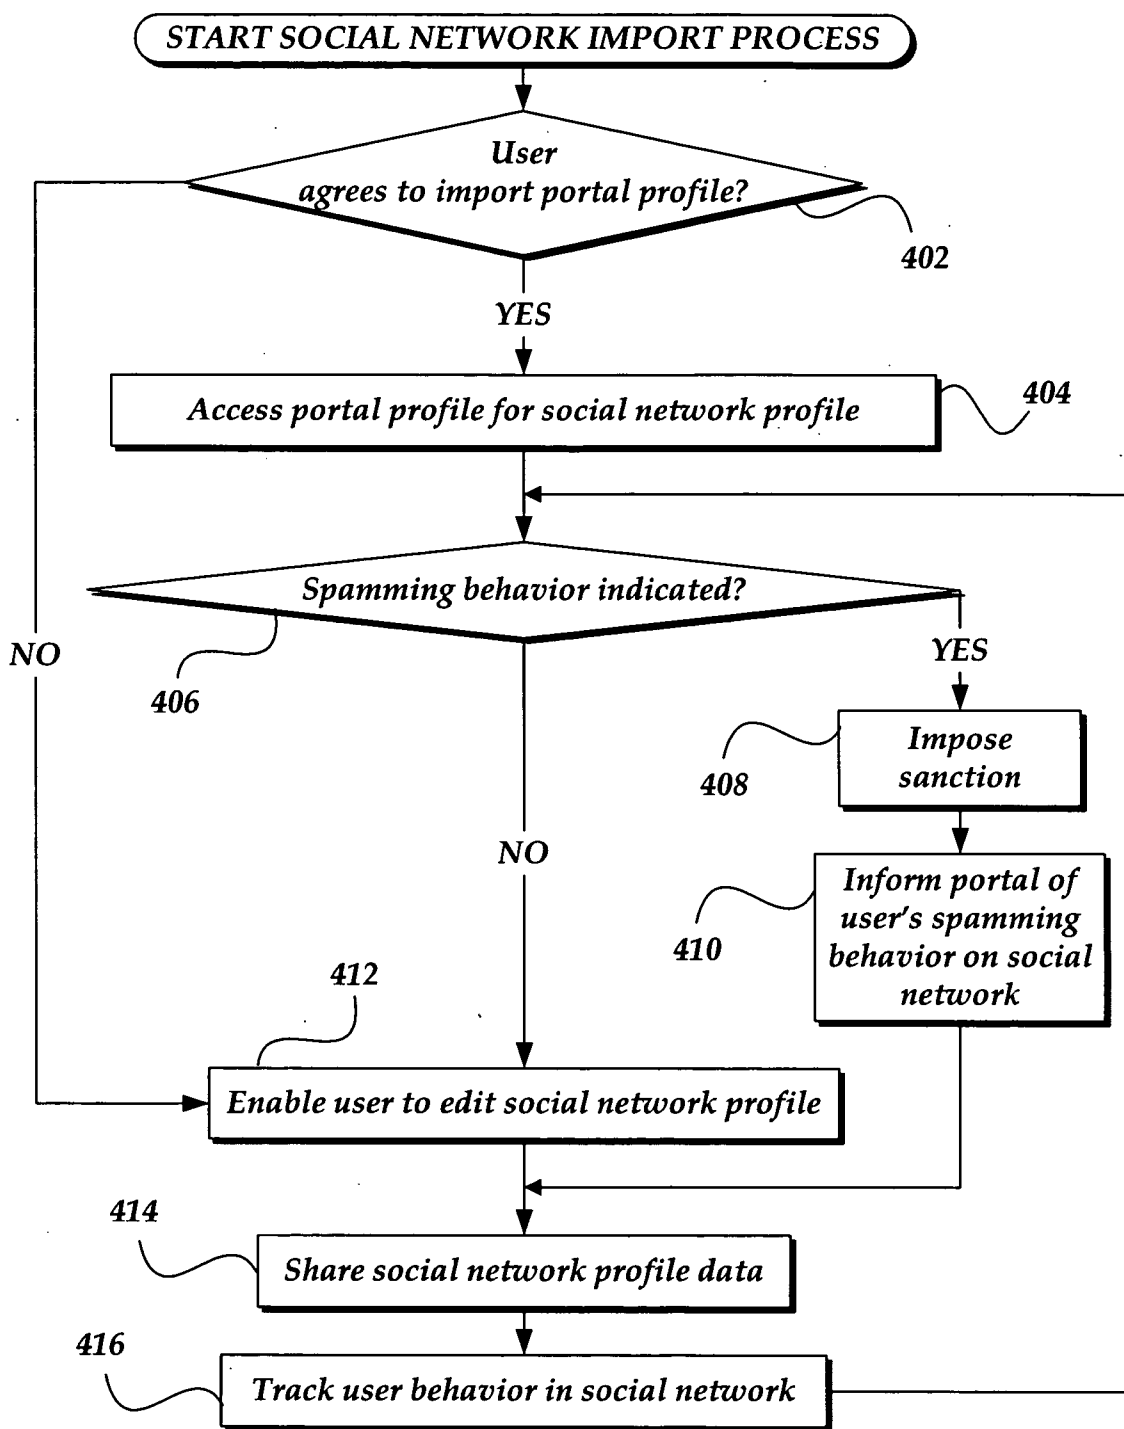 START SOCIAL NETWORK IMPORT PROCESS
User
agrees to import portal profile?
402
YES
Access portal profile for social network profile
404
Spamming behavior indicated?
406
NO
YES
Impose
sanction
408
NO
Inform portal of
user's spamming
behavior on social
network
410
412
Enable user to edit social network profile
414
Share social network profile data
416
Track user behavior in social network